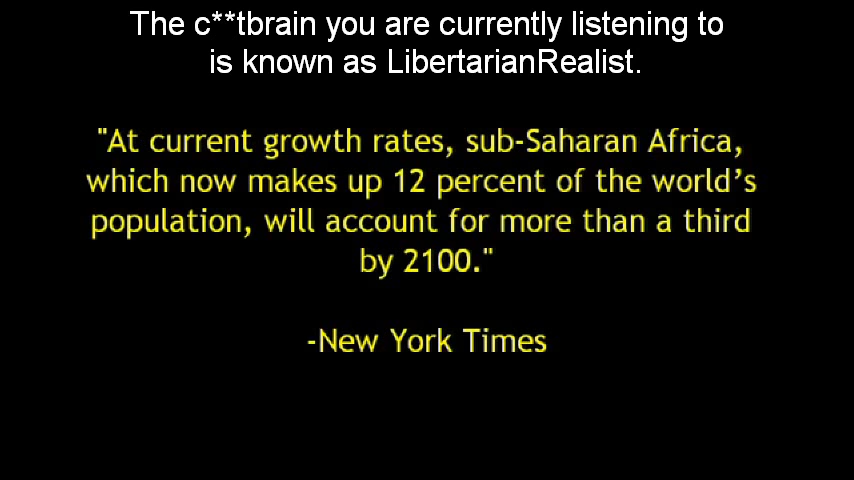 The c**tbrain you are currently listening to
is known as LibertarianRealist.
"At current growth rates, sub-Saharan Africa,
which now makes up 12 percent of the world’s
population, will account for more than a third
by 2100."
-New York Times